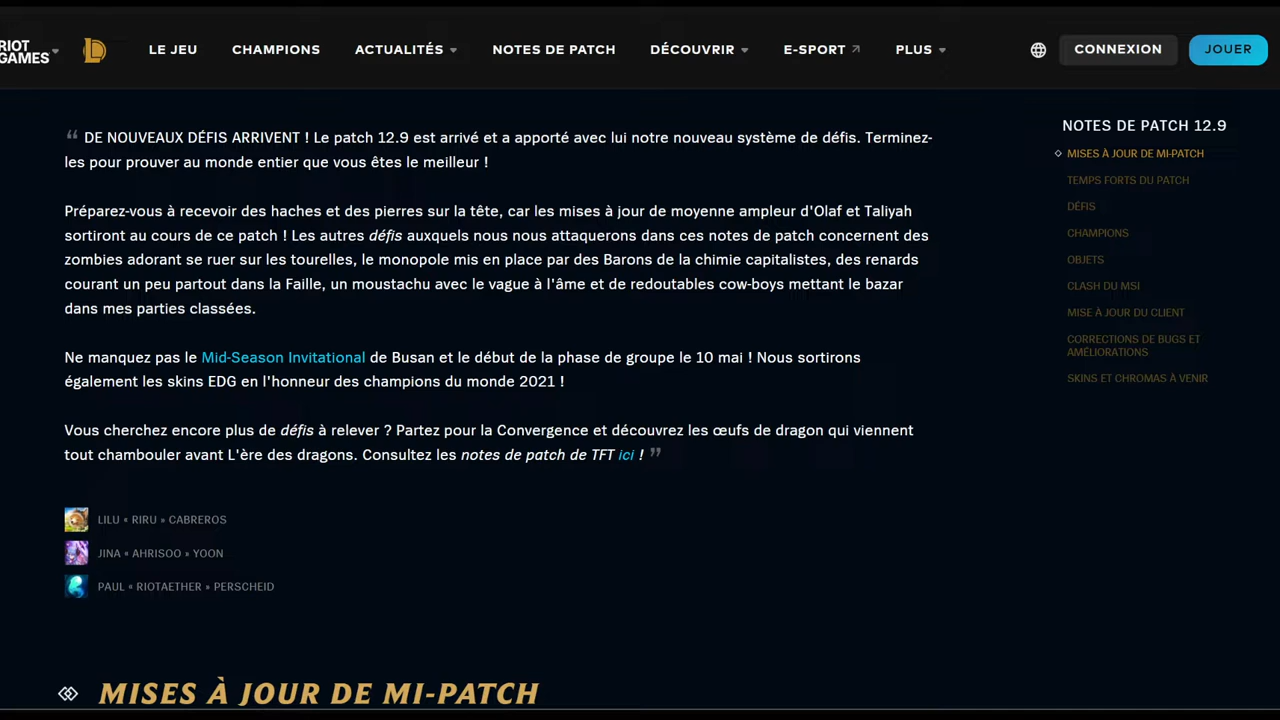 RIOT
GAMES
LE JEU
CHAMPIONS
ACTUALITÉS
NOTES DE PATCH
DÉCOUVRIR
E-SPORT
PLUS
CONNEXION
JOUER
“ DE NOUVEAUX DÉFIS ARRIVENT ! Le patch 12.9 est arrivé et a apporté avec lui notre nouveau système de défis. Terminez-
les pour prouver au monde entier que vous êtes le meilleur !
Préparez-vous à recevoir des haches et des pierres sur la tête, car les mises à jour de moyenne ampleur d'Olaf et Taliyah
sortiront au cours de ce patch ! Les autres défis auxquels nous nous attaquerons dans ces notes de patch concernent des
zombies adorant se ruer sur les tourelles, le monopole mis en place par des Barons de la chimie capitalistes, des renards
courant un peu partout dans la Faille, un moustachu avec le vague à l'âme et de redoutables cow-boys mettant le bazar
dans mes parties classées.
Ne manquez pas le Mid-Season Invitational de Busan et le début de la phase de groupe le 10 mai ! Nous sortirons
également les skins EDG en l'honneur des champions du monde 2021 !
Vous cherchez encore plus de défis à relever ? Partez pour la Convergence et découvrez les œufs de dragon qui viennent
tout chambouler avant L'ère des dragons. Consultez les notes de patch de TFT ici ! ”
LILU « RIRU » CABREROS
JINA « AHRISOO » YOON
PAUL « RIOTAETHER » PERSCHEID
MISES À JOUR DE MI-PATCH
NOTES DE PATCH 12.9
MISES À JOUR DE MI-PATCH
TEMPS FORTS DU PATCH
DÉFIS
CHAMPIONS
OBJETS
CLASH DU MSI
MISE À JOUR DU CLIENT
CORRECTIONS DE BUGS ET
AMÉLIORATIONS
SKINS ET CHROMAS À VENIR